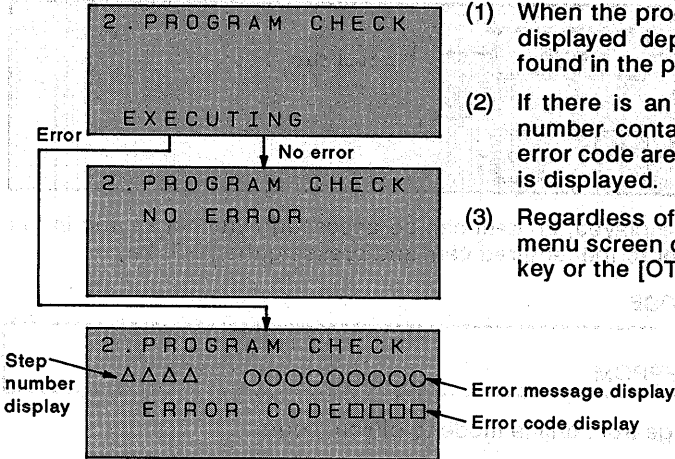 2.PROGRAM CHECK
EXECUTING
Error
No error
2.PROGRAM CHECK
NO ERROR
2.PROGRAM CHECK
△△△△ ○○○○○○○○○
ERROR CODE□□□□
Step
number
display
Error message display
Error code display
(1) When the pro
displayed dep
found in the p
(2) If there is an
number conta
error code are
is displayed.
(3) Regardless of
menu screen
key or the [OT